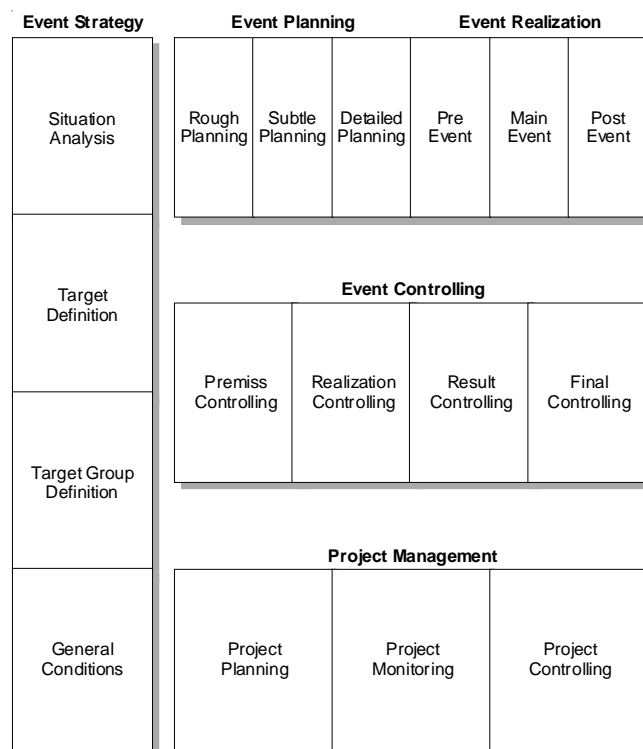 Event Strategy
Situation
Analysis
Target
Definition
Target Group
Definition
General
Conditions
Event Planning
Event Realization
Rough
Planning
Subtle
Planning
Detailed
Planning
Pre
Event
Main
Event
Post
Event
Event Controlling
Premiss
Controlling
Realization
Controlling
Result
Controlling
Final
Controlling
Project Management
Project
Planning
Project
Monitoring
Project
Controlling